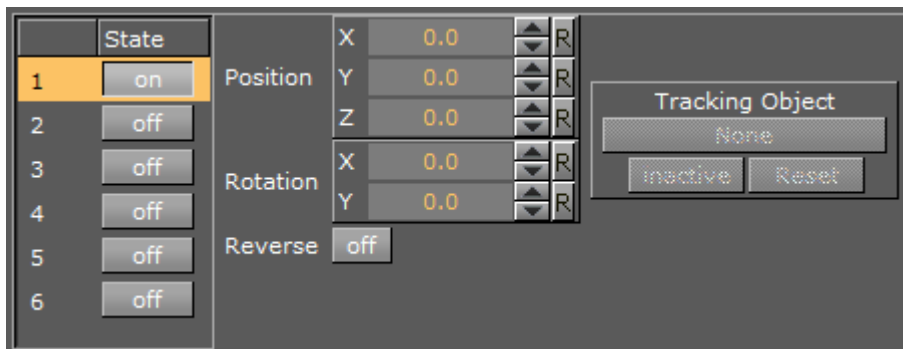 State
1 on
2 off
3 off
4 off
5 off
6 off
Position
X 0.0 R
Y 0.0 R
Z 0.0 R
Rotation
X 0.0 R
Y 0.0 R
Reverse off
Tracking Object
None
inactive Reset